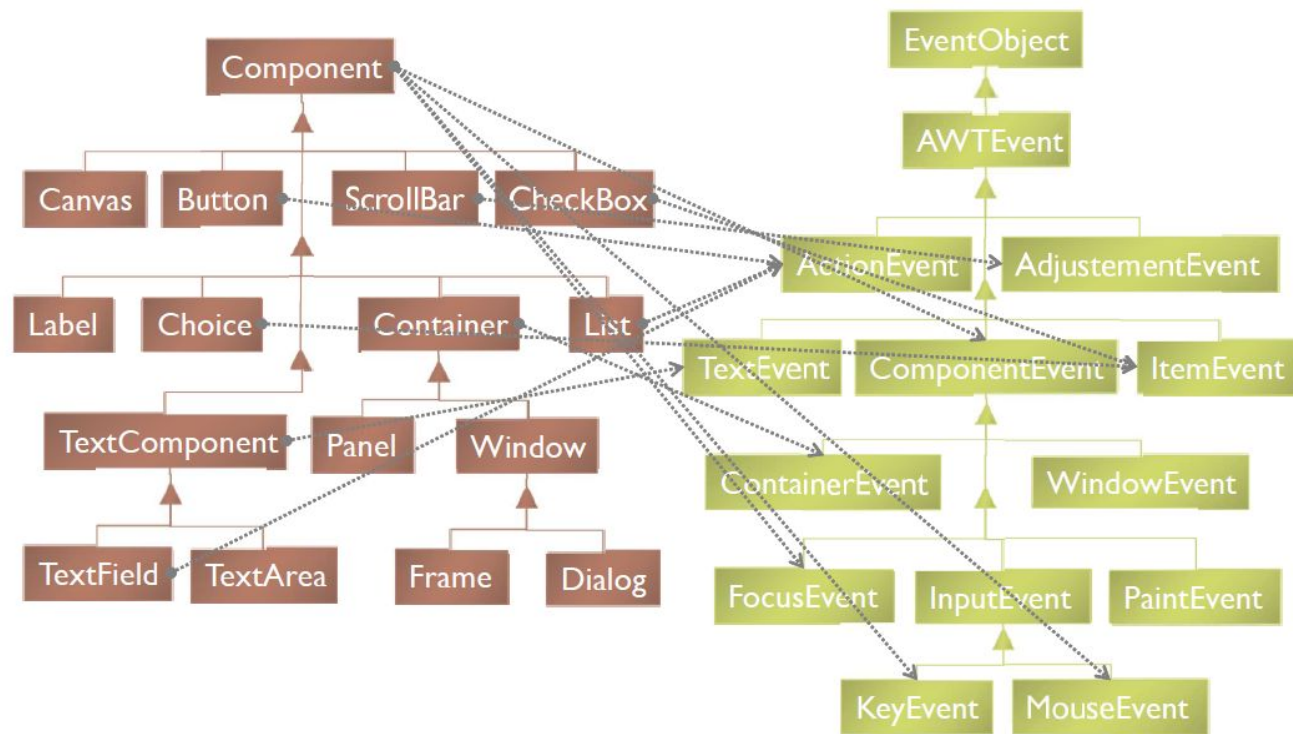 Component
Canvas
Button
ScrollBar
CheckBox
Label
Choice
Container
List
TextComponent
Panel
Window
TextField
TextArea
Frame
Dialog
EventObject
AWTEvent
ActionEvent
AdjustementEvent
TextEvent
ComponentEvent
ItemEvent
ContainerEvent
WindowEvent
FocusEvent
InputEvent
PaintEvent
KeyEvent
MouseEvent